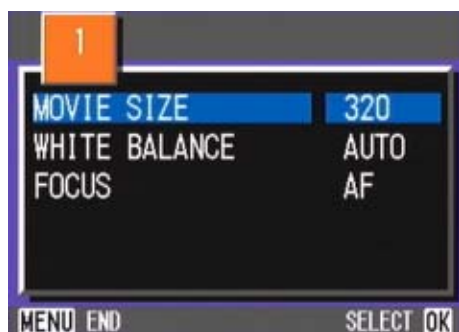 1
MOVIE SIZE 320
WHITE BALANCE AUTO
FOCUS AF
MENU END SELECT OK